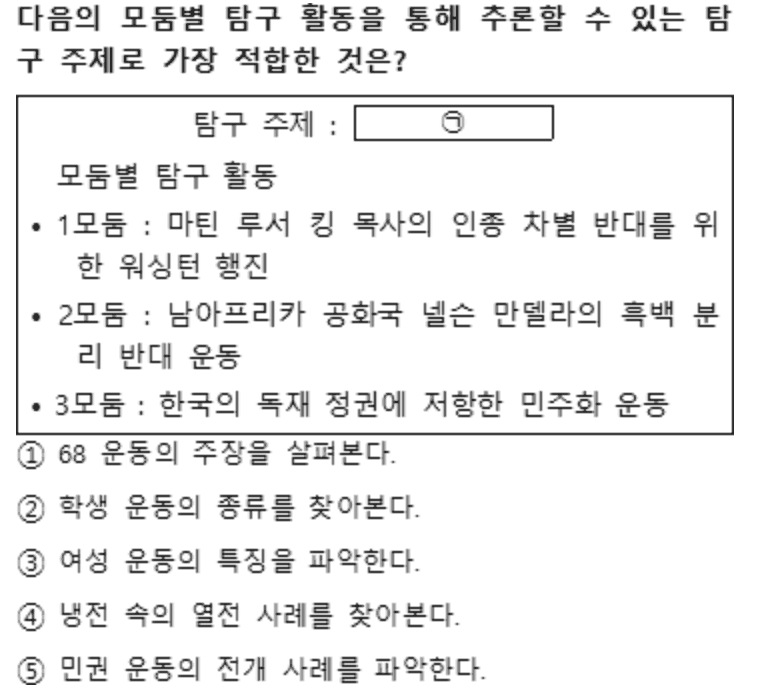 다음의 모둠별 탐구 활동을 통해 추론할 수 있는 탐
구 주제로 가장 적합한 것은?
탐구 주제 : ㉠
모둠별 탐구 활동
• 1모둠 : 마틴 루서 킹 목사의 인종 차별 반대를 위
한 워싱턴 행진
• 2모둠 : 남아프리카 공화국 넬슨 만델라의 흑백 분
리 반대 운동
• 3모둠 : 한국의 독재 정권에 저항한 민주화 운동
① 68 운동의 주장을 살펴본다.
② 학생 운동의 종류를 찾아본다.
③ 여성 운동의 특징을 파악한다.
④ 냉전 속의 열전 사례를 찾아본다.
⑤ 민권 운동의 전개 사례를 파악한다.